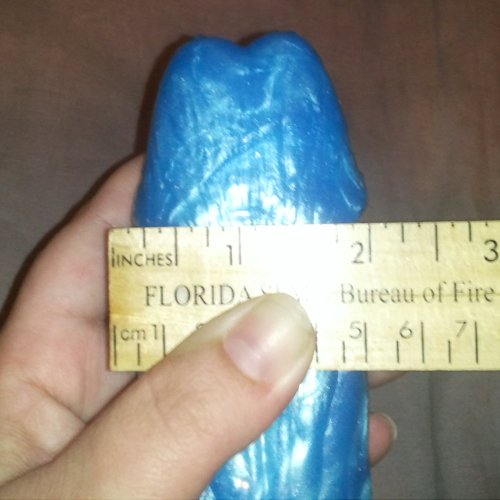 1 2 3
INCHES
FLORIDA Bureau of Fire
cm 1 5 6 7